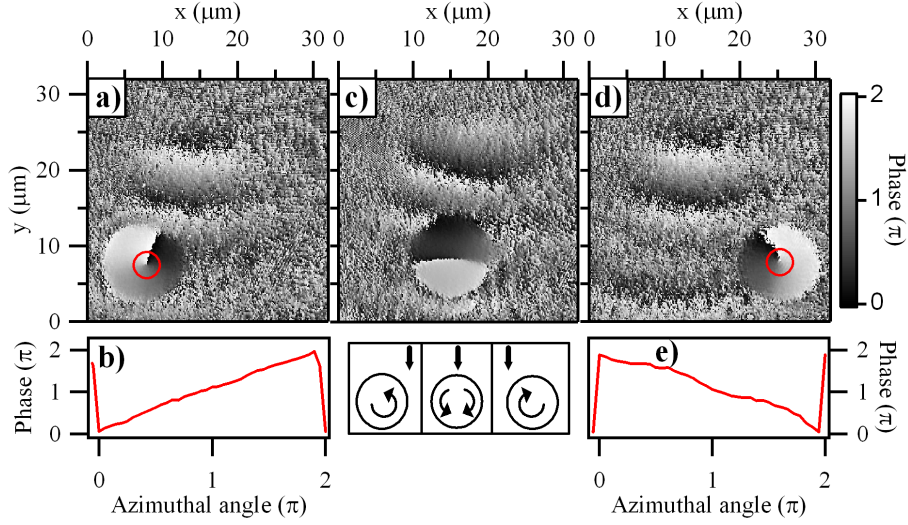 x (μm) x (μm) x (μm)
0 10 20 30 0 10 20 30 0 10 20 30
a) c) d)
30
20
10
0
y (μm)
2
1
0
Phase (π)
b) e)
2
1
0
Phase (π)
2
1
0
Phase (π)
0 1 2 0 1 2
Azimuthal angle (π) Azimuthal angle (π)